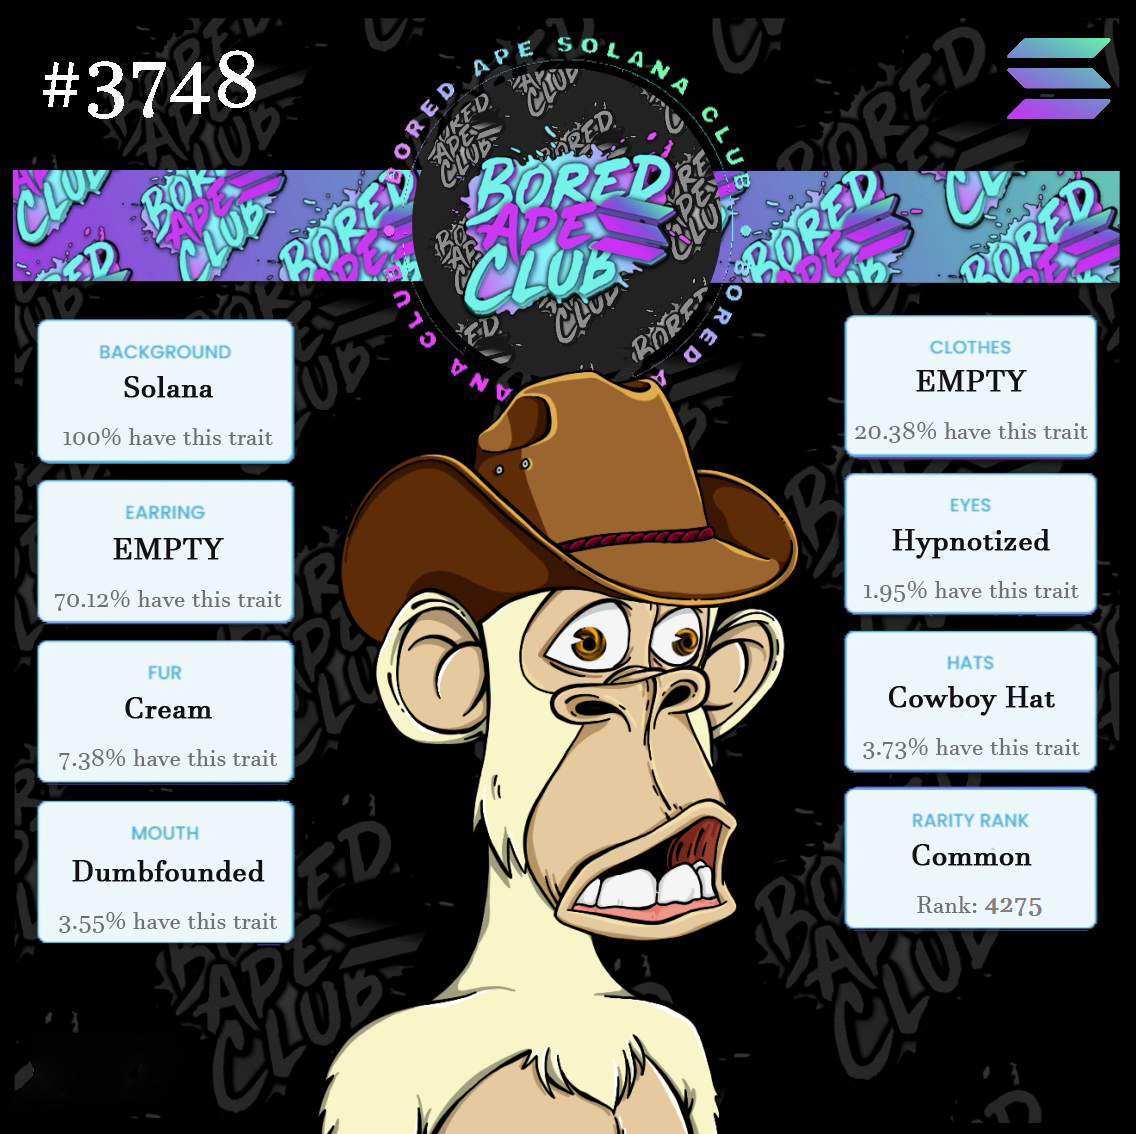 #3748
BORED APE SOLANA CLUB
BORED
APE
CLUB
BACKGROUND
Solana
100% have this trait
EARRING
EMPTY
70.12% have this trait
FUR
Cream
7.38% have this trait
MOUTH
Dumbfounded
3.55% have this trait
CLOTHES
EMPTY
20.38% have this trait
EYES
Hypnotized
1.95% have this trait
HATS
Cowboy Hat
3.73% have this trait
RARITY RANK
Common
Rank: 4275